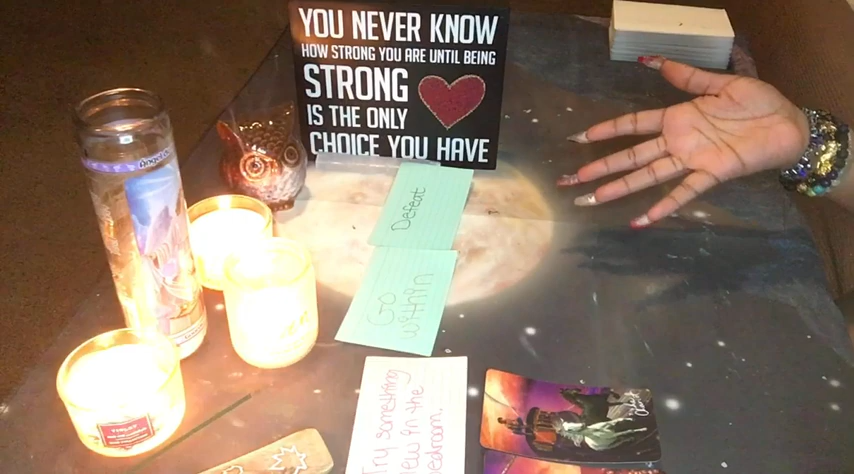 YOU NEVER KNOW
HOW STRONG YOU ARE UNTIL BEING
STRONG
IS THE ONLY
CHOICE YOU HAVE
Angel
Defeat
Go
within
Try something
new in the
bedroom.